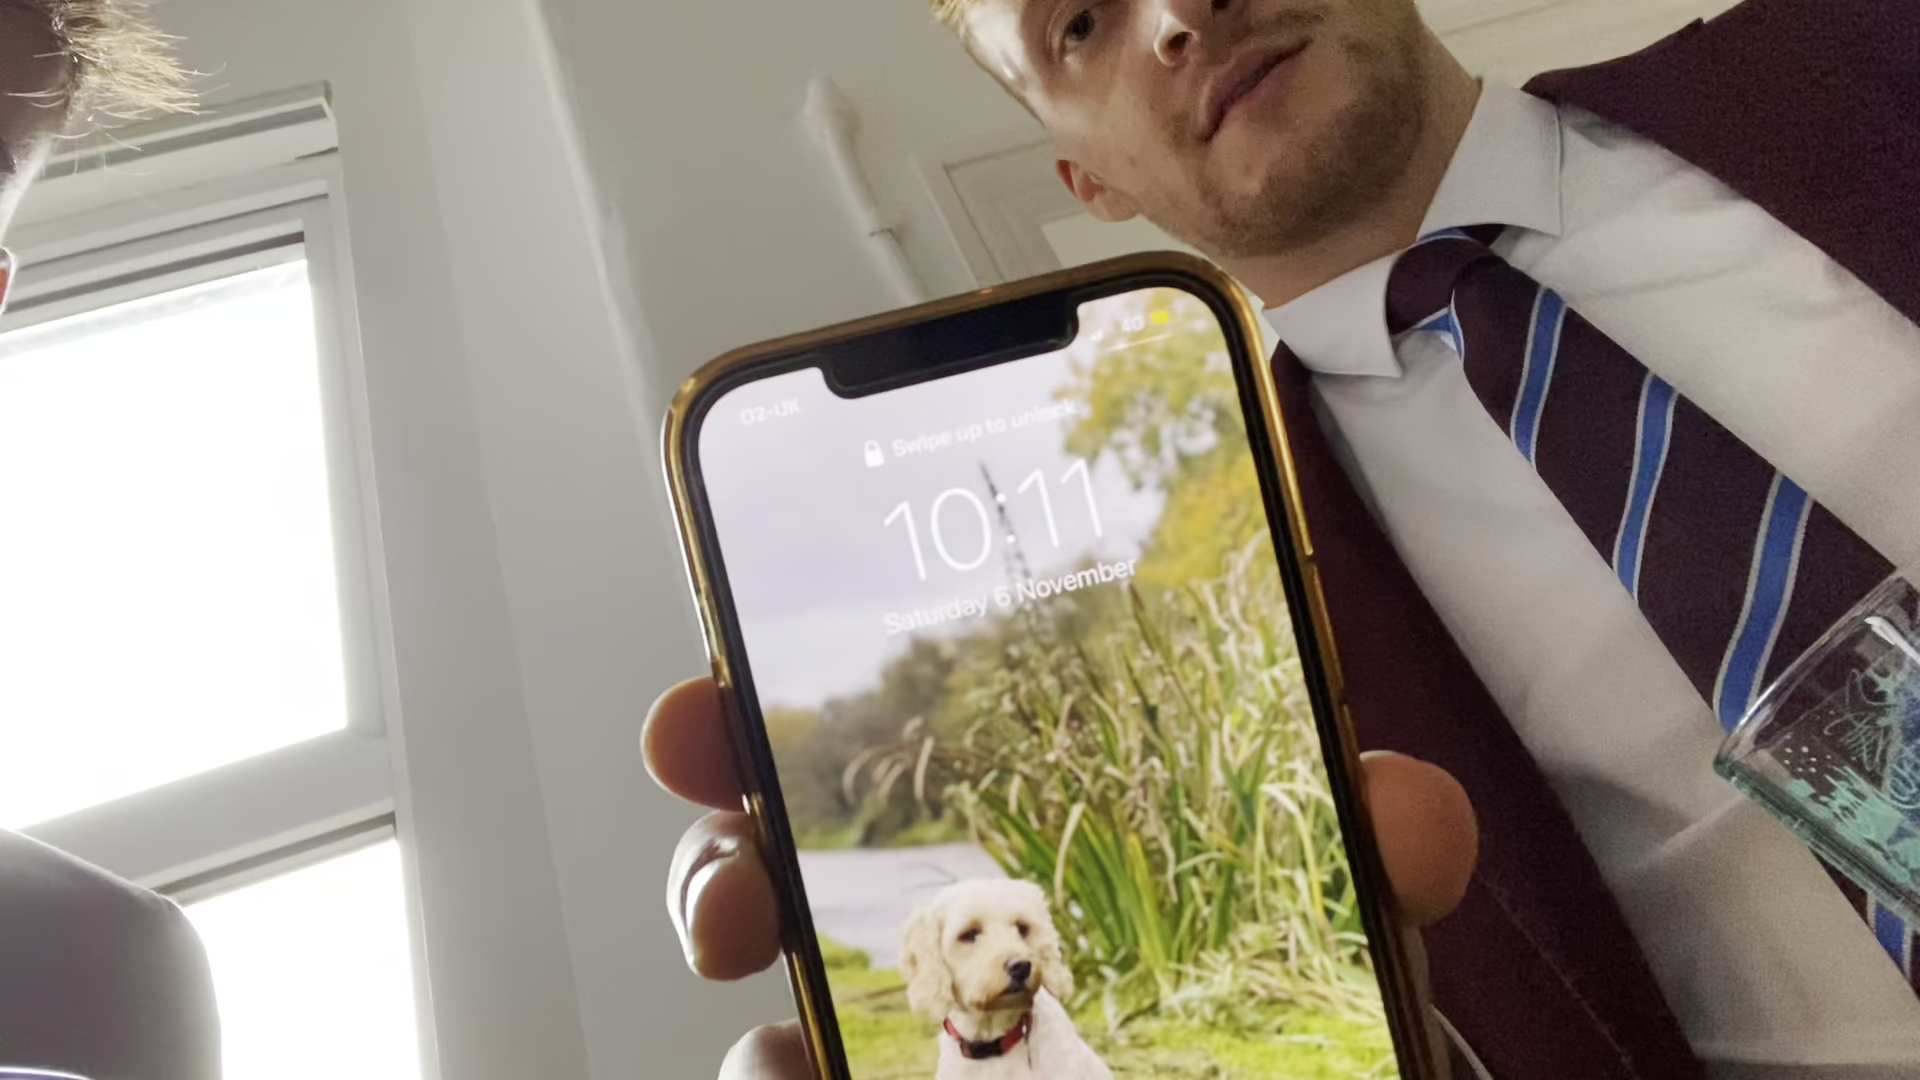 4G
O2-UK
Swipe up to unlock
10:11
Saturday 6 November